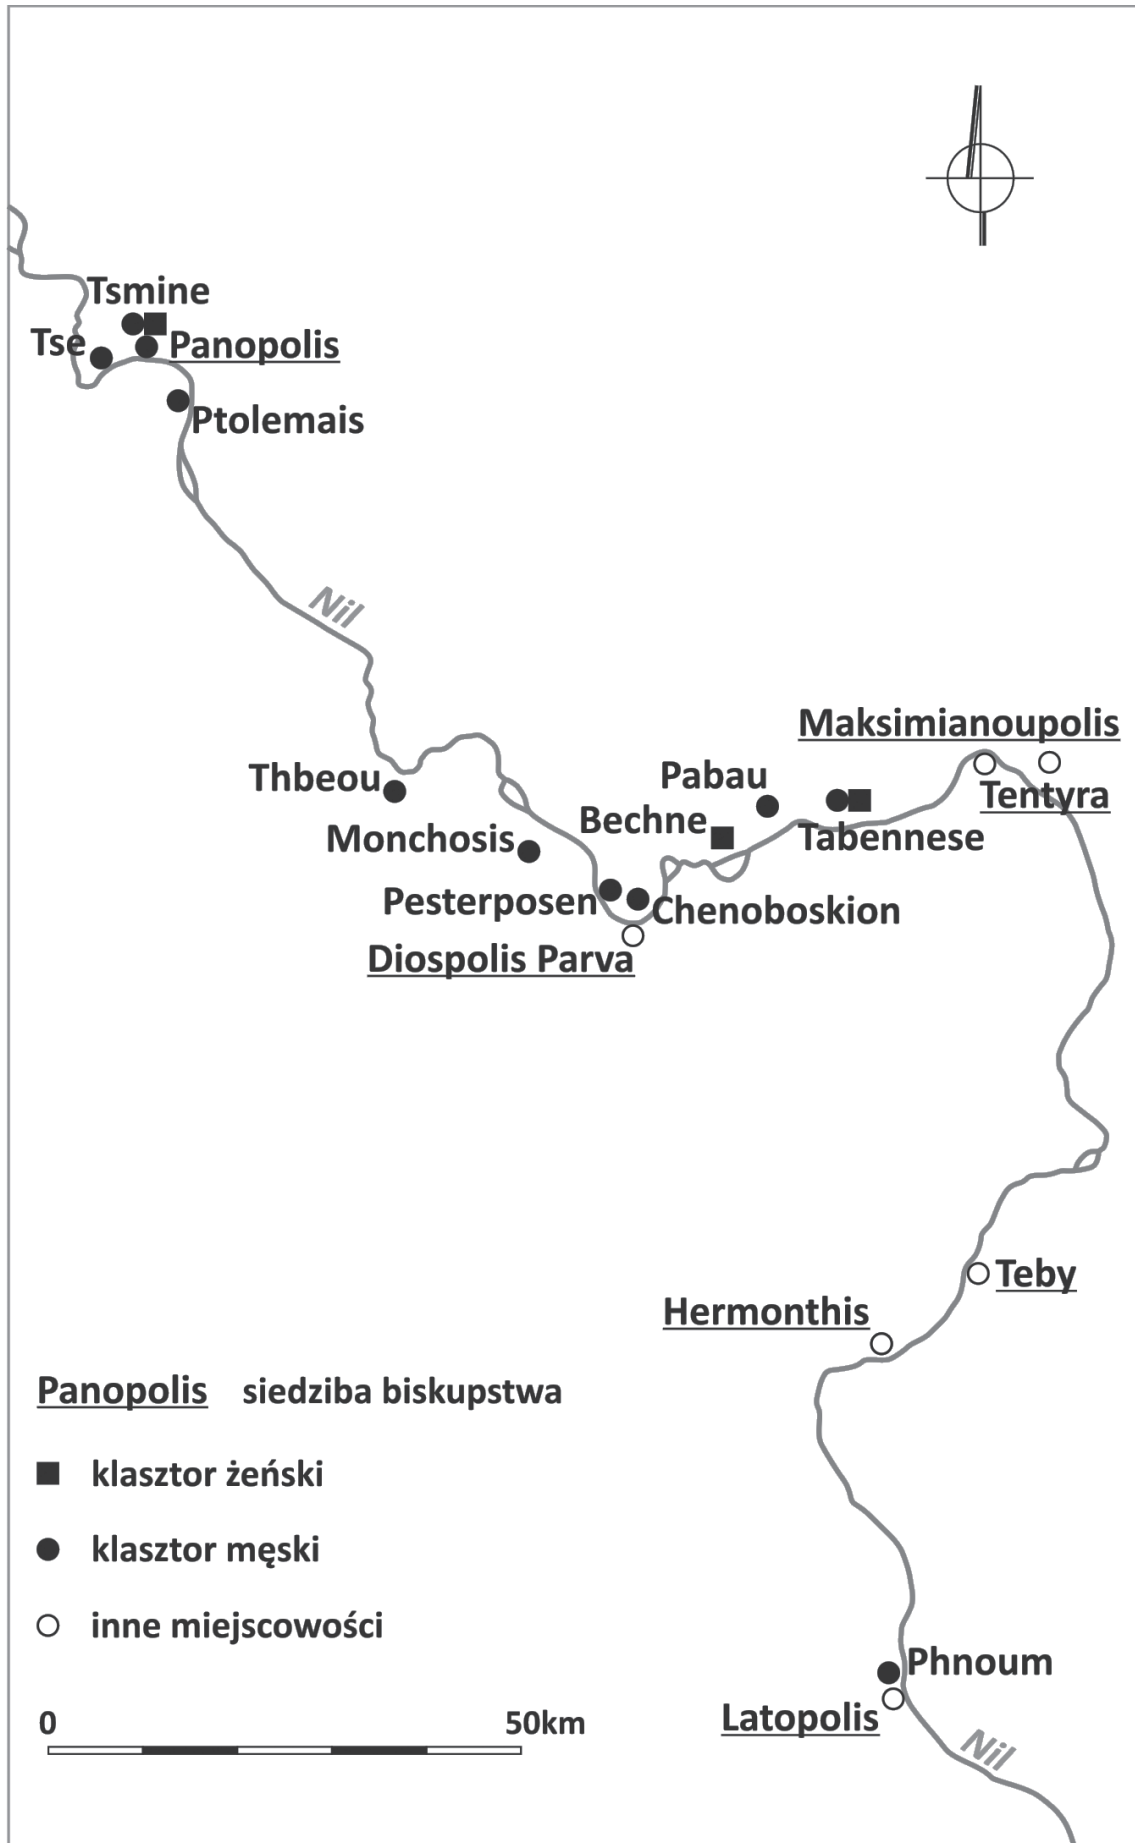 Tsmine
Tse
Panopolis
Ptolemais
Nil
Maksimianoupolis
Thbeou
Pabau
Tentyra
Bechne
Monchosis
Tabennese
Pesterposen
Chenoboskion
Diospolis Parva
Teby
Hermonthis
Panopolis siedziba biskupstwa
klasztor żeński
klasztor męski
inne miejscowości
Phnoum
Latopolis
0 50km
Nil